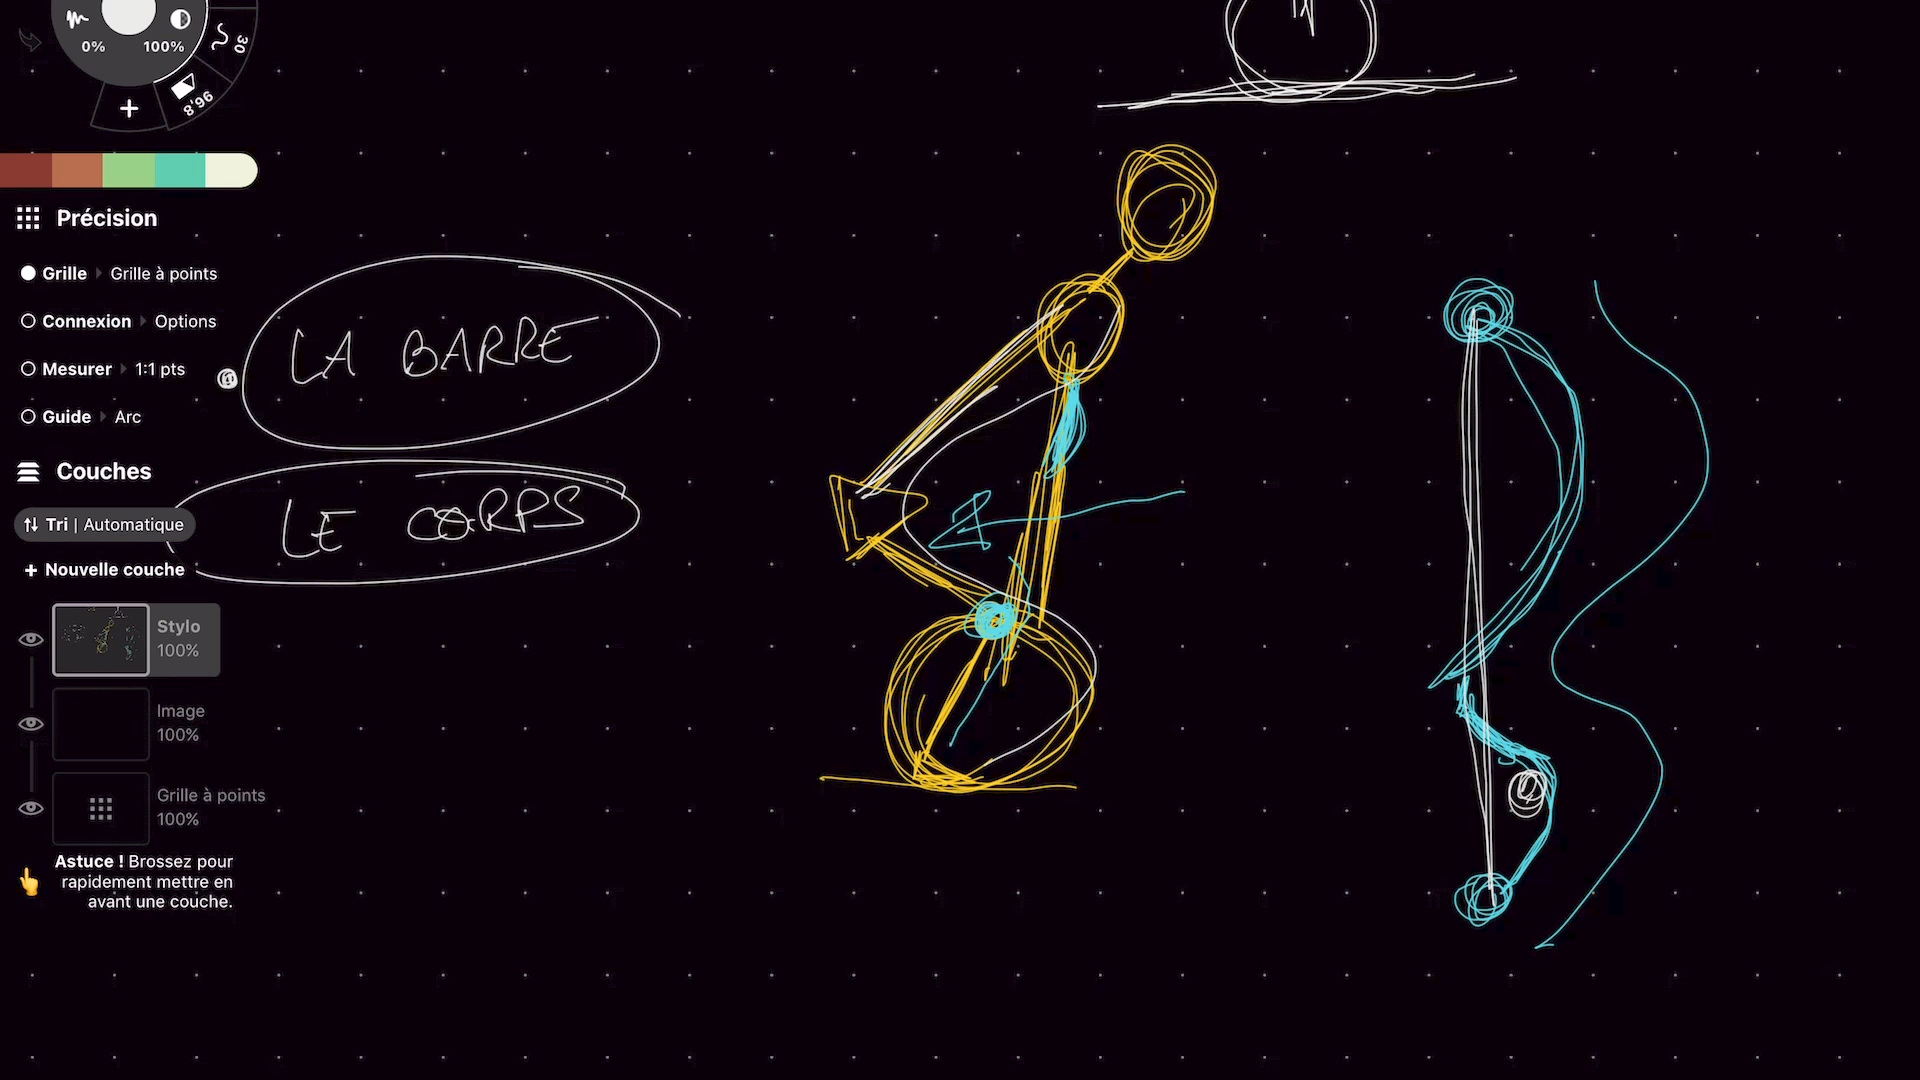 0%
100%
30
96,8
+
Précision
Grille Grille à points
Connexion Options
Mesurer 1:1 pts
Guide Arc
Couches
Tri | Automatique
+ Nouvelle couche
Stylo
100%
Image
100%
Grille à points
100%
Astuce ! Brossez pour
rapidement mettre en
avant une couche.
LA BARRE
LE CORPS